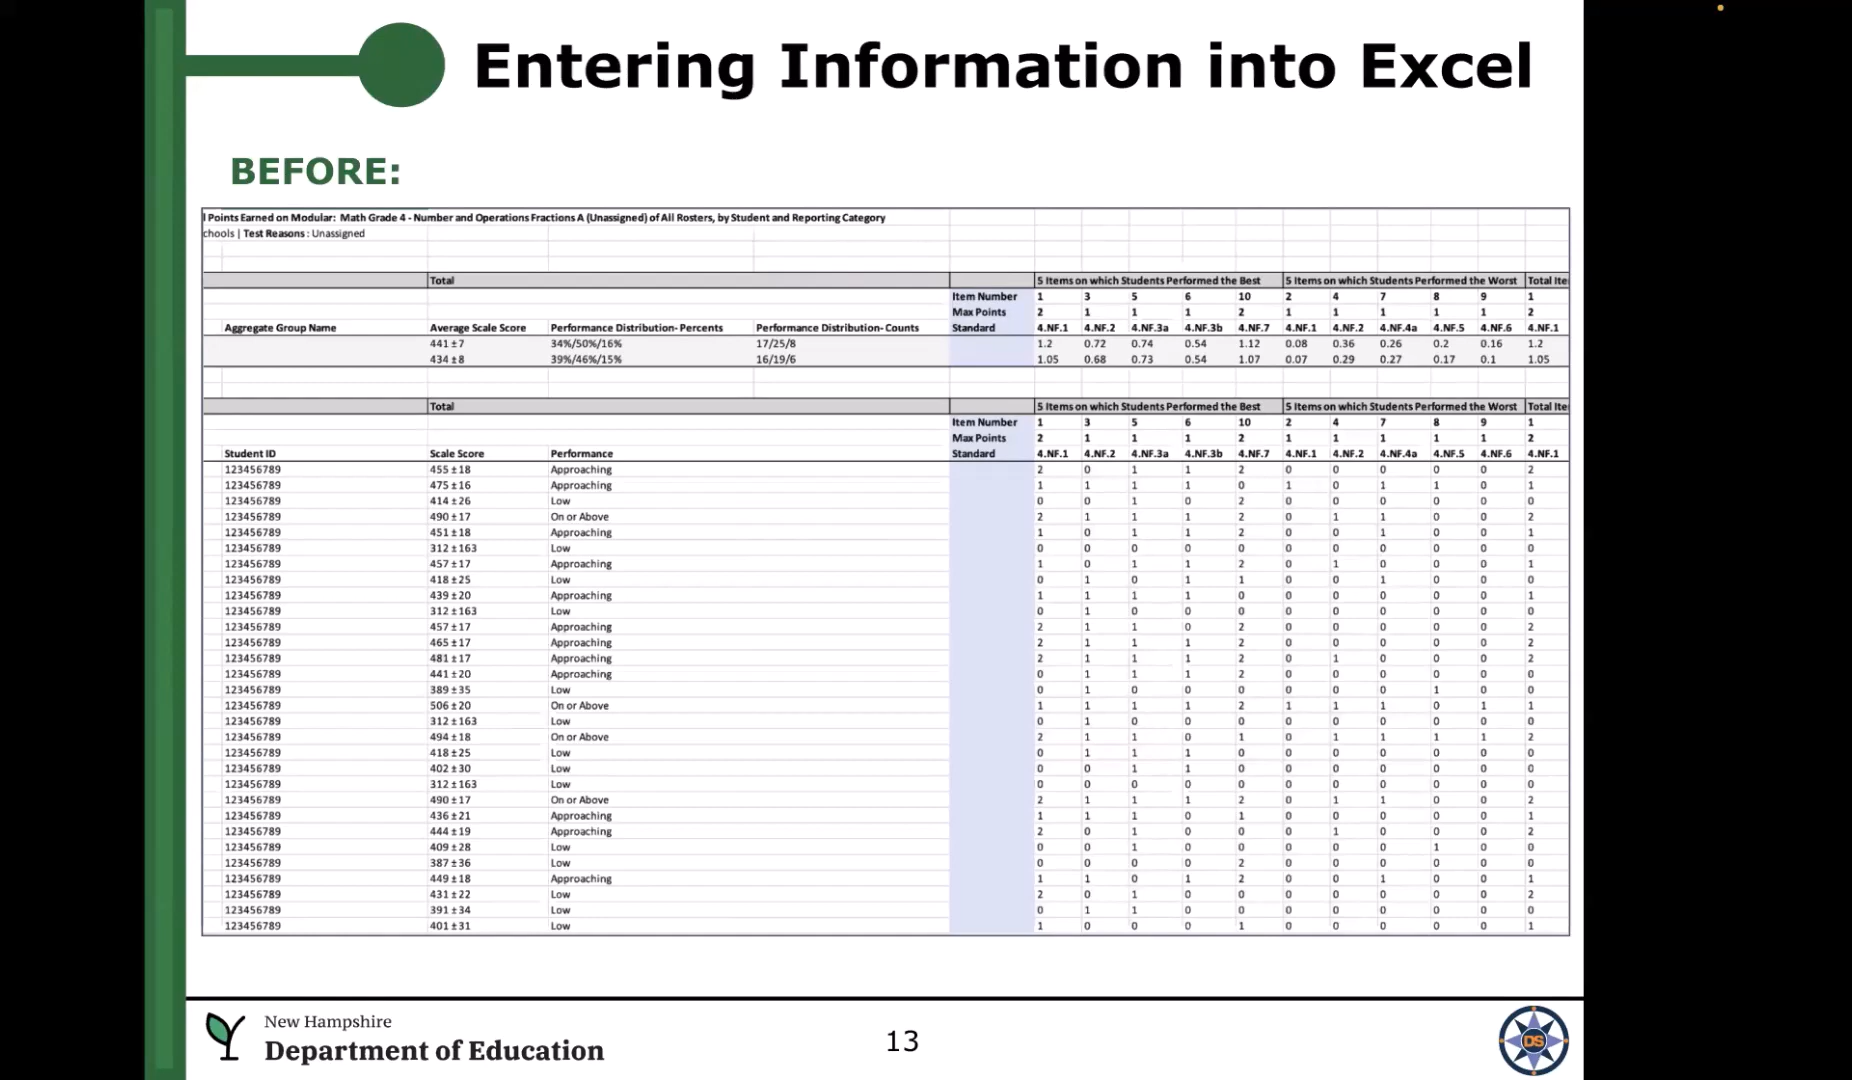 Entering Information into Excel
BEFORE:
l Points Earned on Modular: Math Grade 4 - Number and Operations Fractions A (Unassigned) of All Rosters, by Student and Reporting Category
chools | Test Reasons : Unassigned
Total 5 Items on which Students Performed the Best 5 Items on which Students Performed the Worst Total Ite
Item Number 1 3 5 6 10 2 4 7 8 9 1
Max Points 2 1 1 1 2 1 1 1 1 1 2
Aggregate Group Name Average Scale Score Performance Distribution- Percents Performance Distribution- Counts Standard 4.NF.1 4.NF.2 4.NF.3a 4.NF.3b 4.NF.7 4.NF.1 4.NF.2 4.NF.4a 4.NF.5 4.NF.6 4.NF.1
441 ±7 34%/50%/16% 17/25/8 1.2 0.72 0.74 0.54 1.12 0.08 0.36 0.26 0.2 0.16 1.2
434 ±8 39%/46%/15% 16/19/6 1.05 0.68 0.73 0.54 1.07 0.07 0.29 0.27 0.17 0.1 1.05
Total 5 Items on which Students Performed the Best 5 Items on which Students Performed the Worst Total Ite
Item Number 1 3 5 6 10 2 4 7 8 9 1
Max Points 2 1 1 1 2 1 1 1 1 1 2
Student ID Scale Score Performance Standard 4.NF.1 4.NF.2 4.NF.3a 4.NF.3b 4.NF.7 4.NF.1 4.NF.2 4.NF.4a 4.NF.5 4.NF.6 4.NF.1
123456789 455 ±18 Approaching 2 0 1 1 2 0 0 0 0 0 2
123456789 475 ±16 Approaching 1 1 1 1 0 1 0 1 1 0 1
123456789 414 ±26 Low 0 0 1 0 2 0 0 0 0 0 0
123456789 490 ±17 On or Above 2 1 1 1 2 0 1 1 0 0 2
123456789 451 ±18 Approaching 1 0 1 1 2 0 0 1 0 0 1
123456789 312 ±163 Low 0 0 0 0 0 0 0 0 0 0 0
123456789 457 ±17 Approaching 1 0 1 1 2 0 1 0 0 0 1
123456789 418 ±25 Low 0 1 0 1 1 0 0 1 0 0 0
123456789 439 ±20 Approaching 1 1 1 1 0 0 0 0 0 0 1
123456789 312 ±163 Low 0 1 0 0 0 0 0 0 0 0 0
123456789 457 ±17 Approaching 2 1 1 0 2 0 0 0 0 0 2
123456789 465 ±17 Approaching 2 1 1 1 2 0 0 0 0 0 2
123456789 481 ±17 Approaching 2 1 1 1 2 0 1 0 0 0 2
123456789 441 ±20 Approaching 0 1 1 1 2 0 0 0 0 0 0
123456789 389 ±35 Low 0 1 0 0 0 0 0 0 1 0 0
123456789 506 ±20 On or Above 1 1 1 1 2 1 1 1 0 1 1
123456789 312 ±163 Low 0 1 0 0 0 0 0 0 0 0 0
123456789 494 ±18 On or Above 2 1 1 0 1 0 1 1 1 1 2
123456789 418 ±25 Low 0 1 1 1 0 0 0 0 0 0 0
123456789 402 ±30 Low 0 0 1 1 0 0 0 0 0 0 0
123456789 312 ±163 Low 0 0 0 0 0 0 0 0 0 0 0
123456789 490 ±17 On or Above 2 1 1 1 2 0 1 1 0 0 2
123456789 436 ±21 Approaching 1 1 1 0 1 0 0 0 0 0 1
123456789 444 ±19 Approaching 2 0 1 0 0 0 1 0 0 0 2
123456789 409 ±28 Low 0 0 1 0 0 0 0 0 1 0 0
123456789 387 ±36 Low 0 0 0 0 2 0 0 0 0 0 0
123456789 449 ±18 Approaching 1 1 0 1 2 0 0 1 0 0 1
123456789 431 ±22 Low 2 0 1 0 0 0 0 0 0 0 2
123456789 391 ±34 Low 0 1 1 0 0 0 0 0 0 0 0
123456789 401 ±31 Low 1 0 0 0 1 0 0 0 0 0 1
New Hampshire
Department of Education
13
DS